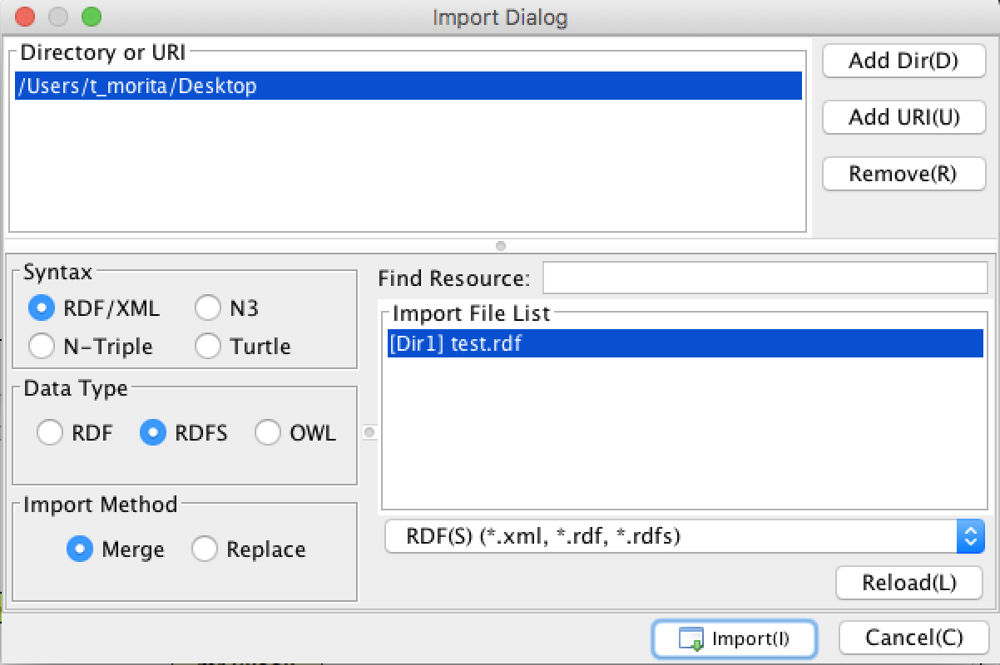 Import Dialog
Directory or URI
/Users/t_morita/Desktop
Add Dir(D)
Add URI(U)
Remove(R)
Syntax
RDF/XML N3
N-Triple Turtle
Data Type
RDF RDFS OWL
Import Method
Merge Replace
Find Resource:
Import File List
[Dir1] test.rdf
RDF(S) (*.xml, *.rdf, *.rdfs)
Reload(L)
Import(I)
Cancel(C)